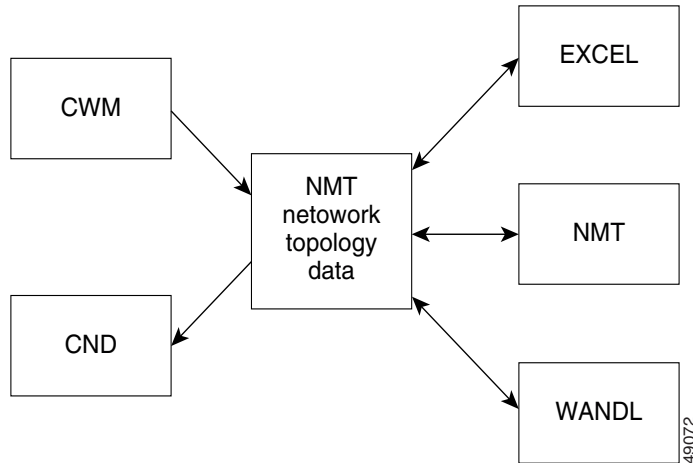 CWM
CND
NMT
netowork
topology
data
EXCEL
NMT
WANDL
49072